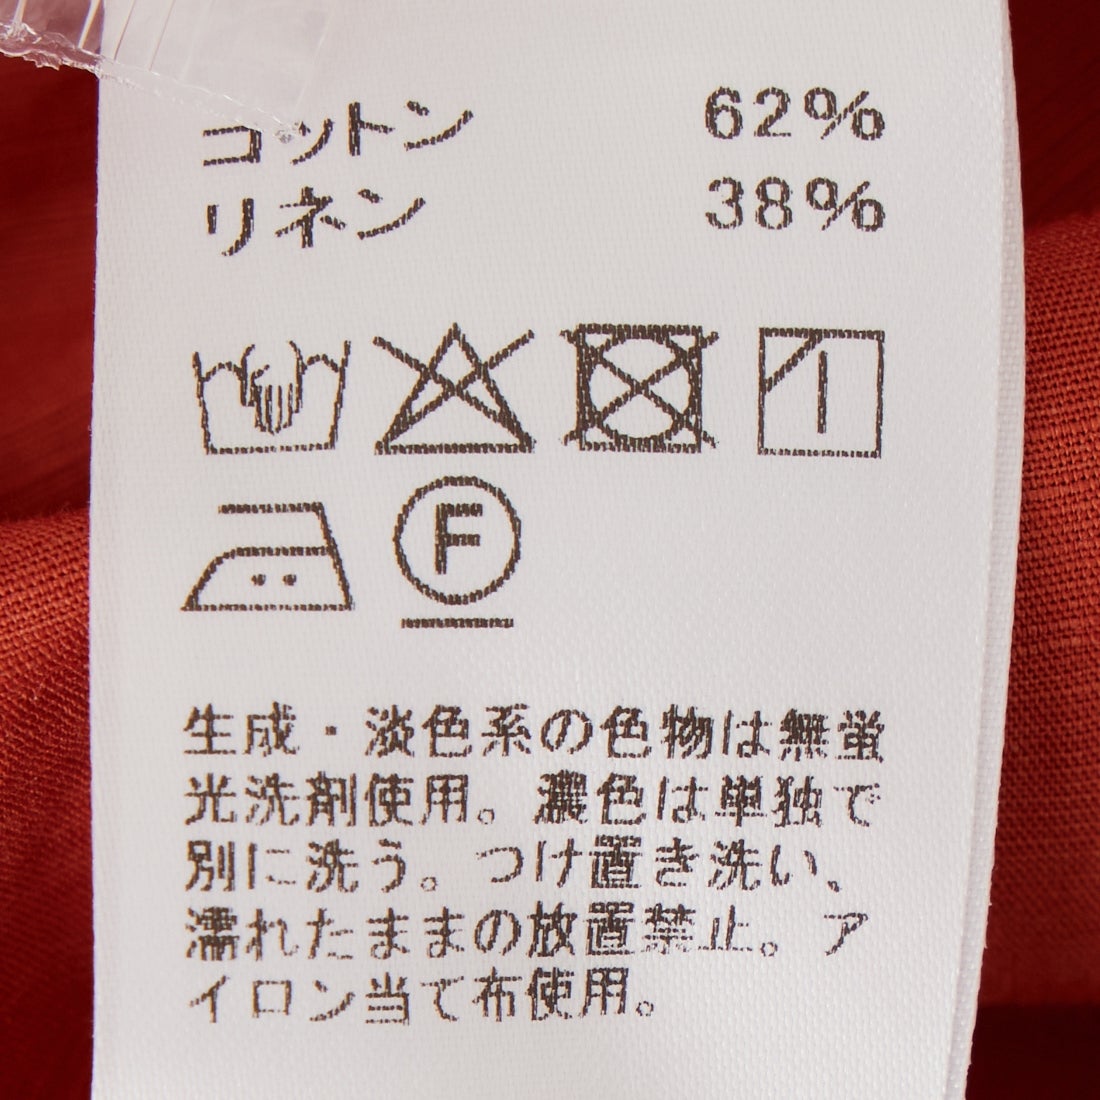 コットン 62%
リネン 38%
F
生成・淡色系の色物は無蛍
光洗剤使用。濃色は単独で
別に洗う。つけ置き洗い、
濡れたままの放置禁止。ア
イロン当て布使用。